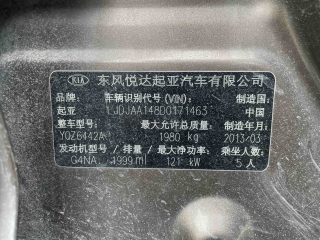 KIA 东风悦达起亚汽车有限公司
品牌: 车辆识别代号(VIN): 制造国:
起亚 LJDJAA148D0171463 中国
整车型号: 最大允许总质量: 制造年月:
YQZ6442A 1980 kg 2013/03
发动机型号/排量/最大净功率: 乘坐人数:
G4NA 1999 ml 121 kW 5人